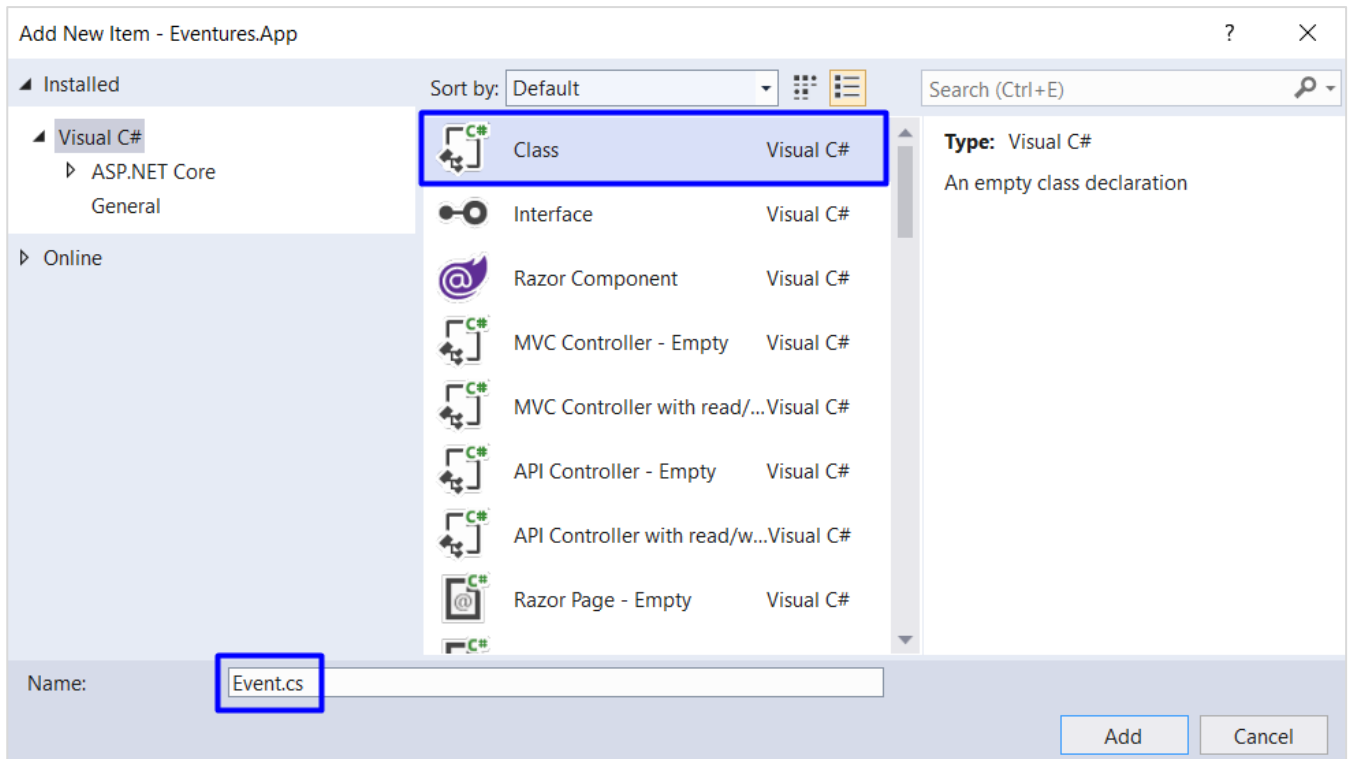 Add New Item - Eventures.App
?
Installed
Sort by: Default
Search (Ctrl+E)
Visual C#
ASP.NET Core
General
Online
C# Class Visual C#
Interface Visual C#
@ Razor Component Visual C#
C# MVC Controller - Empty Visual C#
C# MVC Controller with read/...Visual C#
C# API Controller - Empty Visual C#
C# API Controller with read/w...Visual C#
C# @ Razor Page - Empty Visual C#
C#
Type: Visual C#
An empty class declaration
Name: Event.cs
Add Cancel